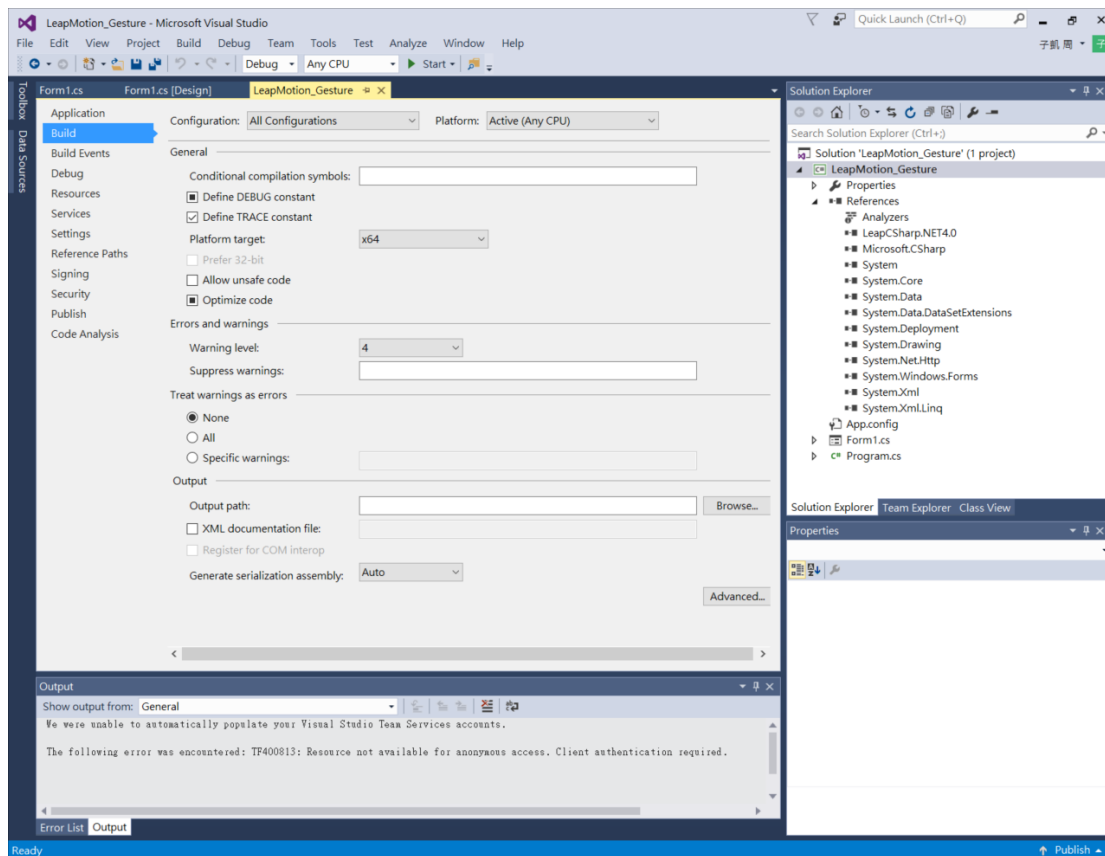 LeapMotion_Gesture - Microsoft Visual Studio
Quick Launch (Ctrl+Q)
File Edit View Project Build Debug Team Tools Test Analyze Window Help
子凱 周
子
Debug Any CPU Start
Toolbox
Data Sources
Form1.cs Form1.cs [Design] LeapMotion_Gesture
Application
Build
Build Events
Debug
Resources
Services
Settings
Reference Paths
Signing
Security
Publish
Code Analysis
Configuration: All Configurations Platform: Active (Any CPU)
General
Conditional compilation symbols:
Define DEBUG constant
Define TRACE constant
Platform target: x64
Prefer 32-bit
Allow unsafe code
Optimize code
Errors and warnings
Warning level: 4
Suppress warnings:
Treat warnings as errors
None
All
Specific warnings:
Output
Output path: Browse...
XML documentation file:
Register for COM interop
Generate serialization assembly: Auto
Advanced...
Solution Explorer
Search Solution Explorer (Ctrl+;)
Solution 'LeapMotion_Gesture' (1 project)
C# LeapMotion_Gesture
Properties
References
Analyzers
LeapCSharp.NET4.0
Microsoft.CSharp
System
System.Core
System.Data
System.Data.DataSetExtensions
System.Deployment
System.Drawing
System.Net.Http
System.Windows.Forms
System.Xml
System.Xml.Linq
App.config
Form1.cs
C# Program.cs
Solution Explorer Team Explorer Class View
Properties
Output
Show output from: General
We were unable to automatically populate your Visual Studio Team Services accounts.
The following error was encountered: TF400813: Resource not available for anonymous access. Client authentication required.
Error List Output
Ready
Publish